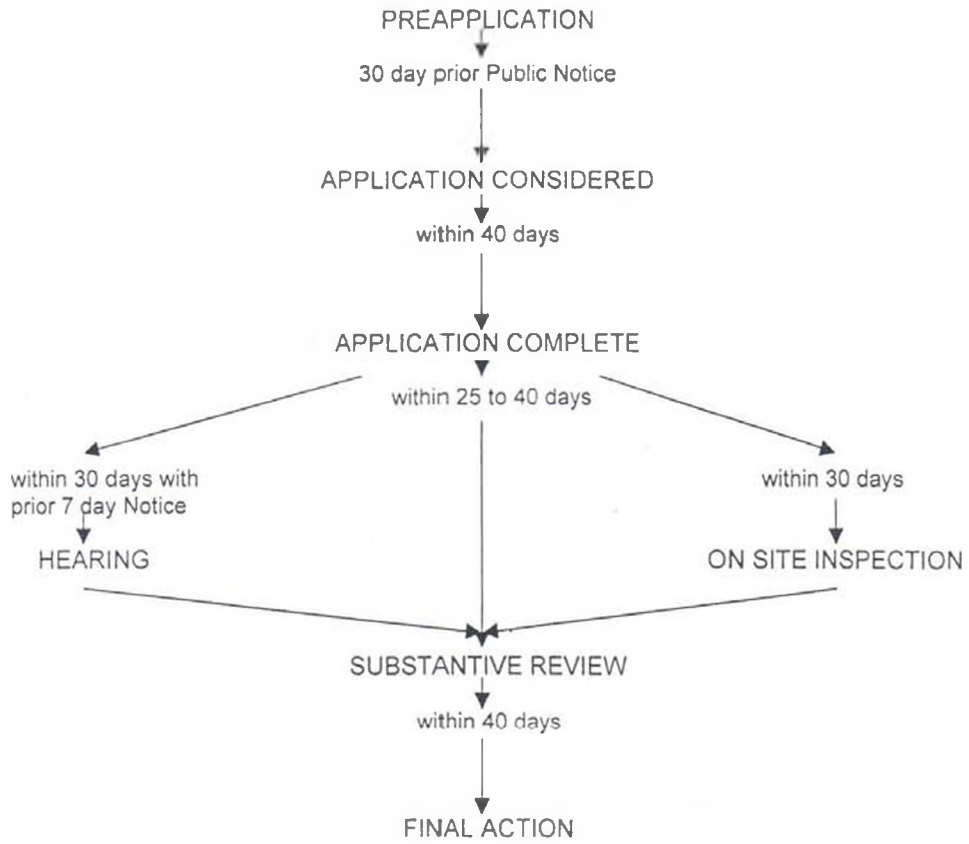 PREAPPLICATION
30 day prior Public Notice
APPLICATION CONSIDERED
within 40 days
APPLICATION COMPLETE
within 25 to 40 days
within 30 days with
prior 7 day Notice
HEARING
within 30 days
ON SITE INSPECTION
SUBSTANTIVE REVIEW
within 40 days
FINAL ACTION